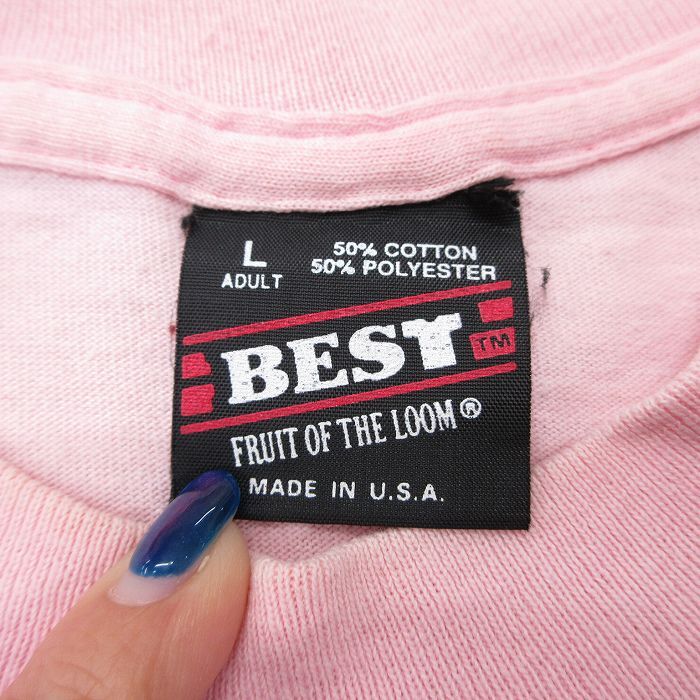 L
ADULT
50% COTTON
50% POLYESTER
BEST
TM
FRUIT OF THE LOOM®
MADE IN U.S.A.